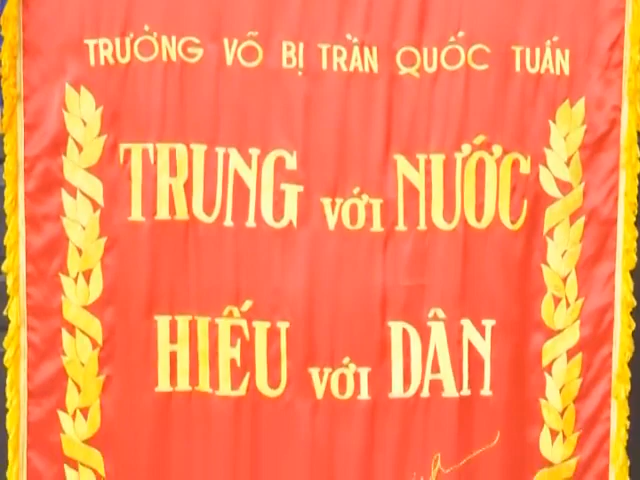 TRƯỜNG VÕ BỊ TRẦN QUỐC TUẤN
TRUNG VỚI NƯỚC
HIẾU VỚI DÂN